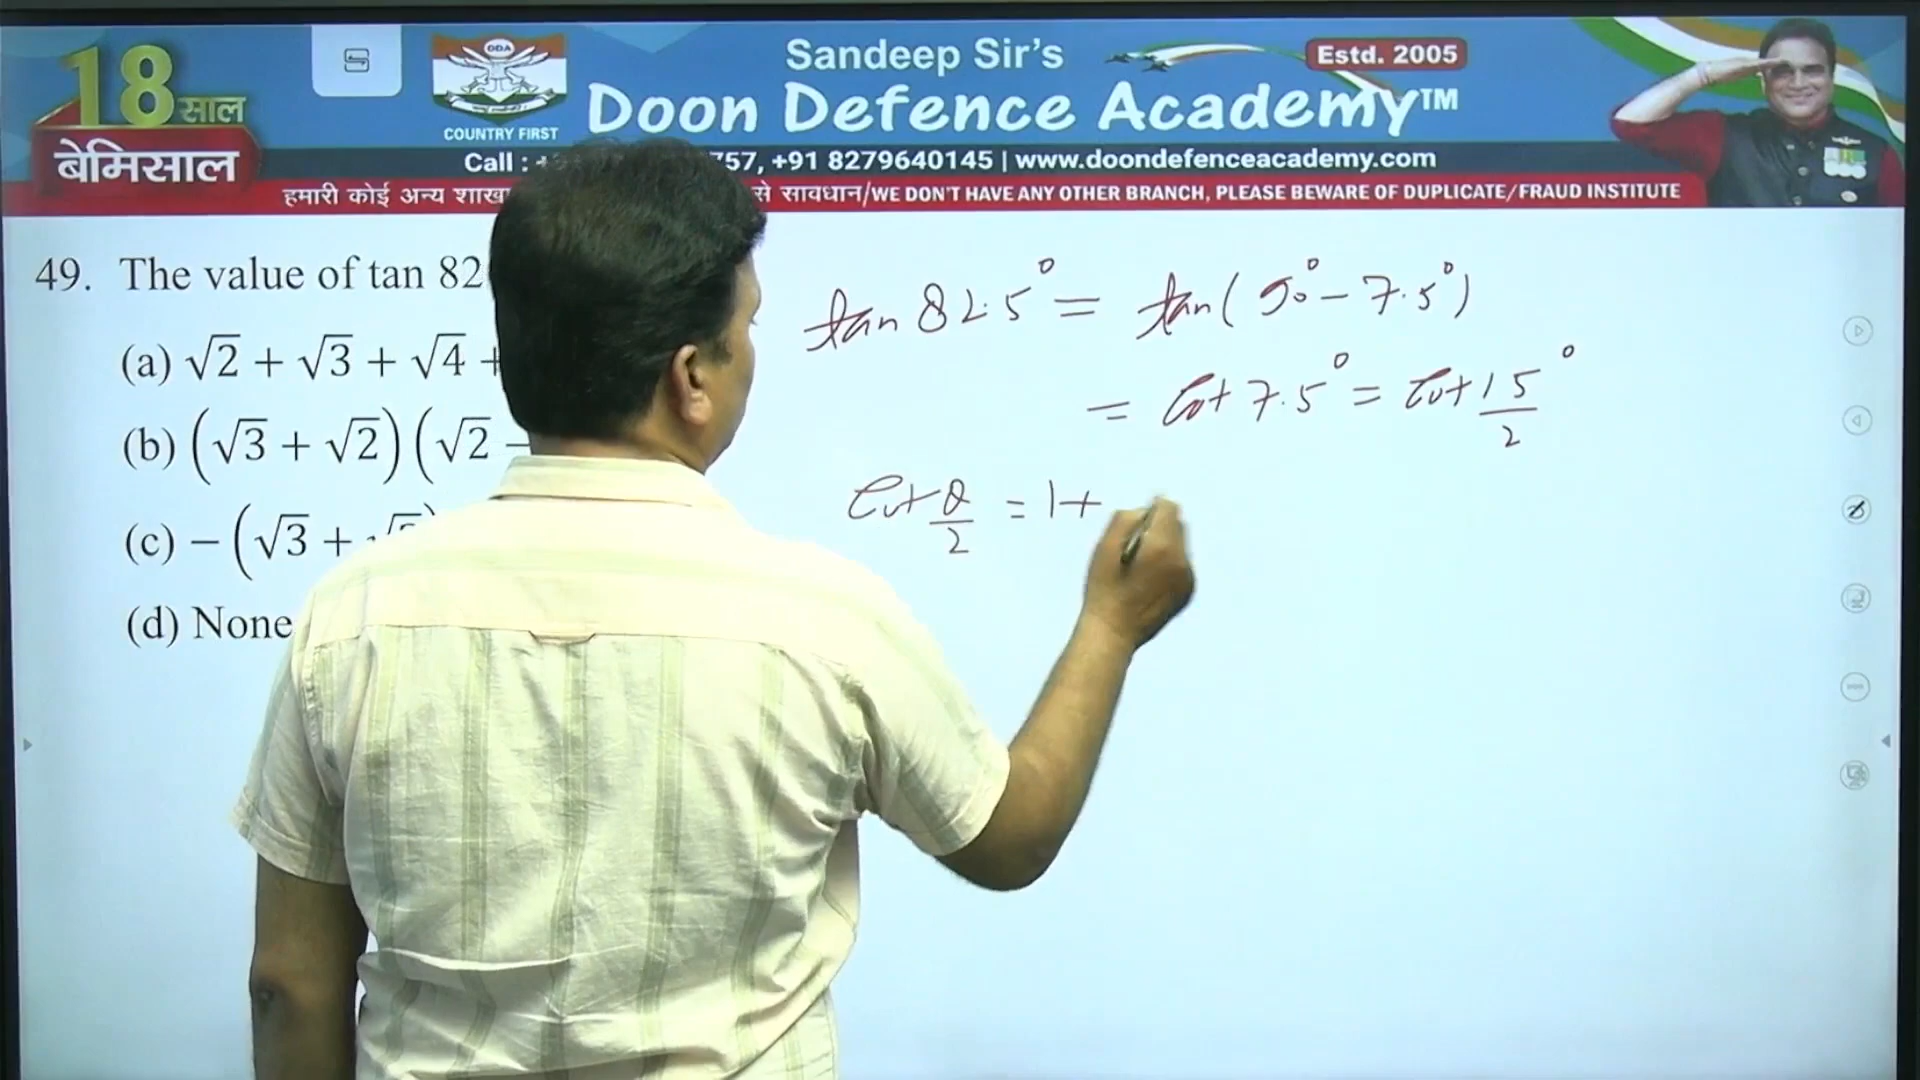 18 साल
बेमिसाल
ODA
COUNTRY FIRST
Sandeep Sir's
Estd. 2005
Doon Defence Academy™
Call : 757, +91 8279640145 | www.doondefenceacademy.com
हमारी कोई अन्य से सावधान/WE DON'T HAVE ANY OTHER BRANCH, PLEASE BEWARE OF DUPLICATE/FRAUD INSTITUTE
49. The value of tan 82
(a) √2 + √3 + √4 +
(b) (√3 + √2)(√2 −
(c) − (√3 +
(d) None
tan 82.5° = tan(90° − 7.5°)
= Cot 7.5° = Cot 15°/2
Cot θ/2 = 1+